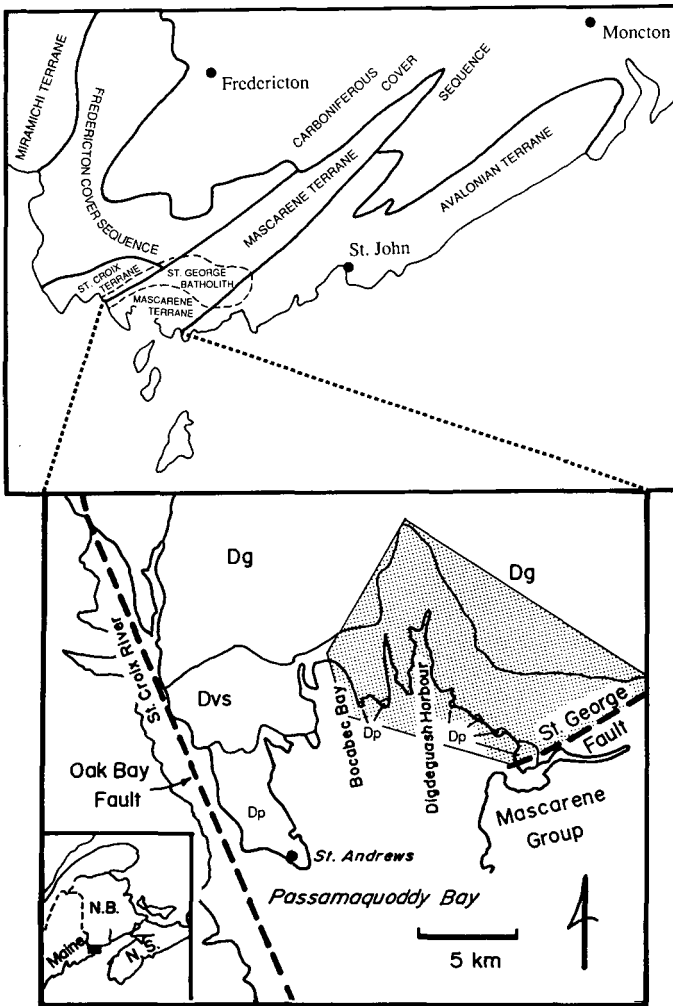 Moncton
Fredericton
MIRAMICHI TERRANE
FREDERICTON COVER SEQUENCE
CARBONIFEROUS COVER SEQUENCE
MASCARENE TERRANE
AVALONIAN TERRANE
St. John
ST. CROIX
TERRANE
ST. GEORGE
BATHOLITH
MASCARENE
TERRANE
Dg
Dg
St. Croix River
Dvs
Bocabec Bay
Dp
Digdeguash Harbour
Dp
St. George
Fault
Oak Bay
Fault
Dp
Mascarene
Group
St. Andrews
Passamaquoddy Bay
N.B.
Maine
N.S.
5 km